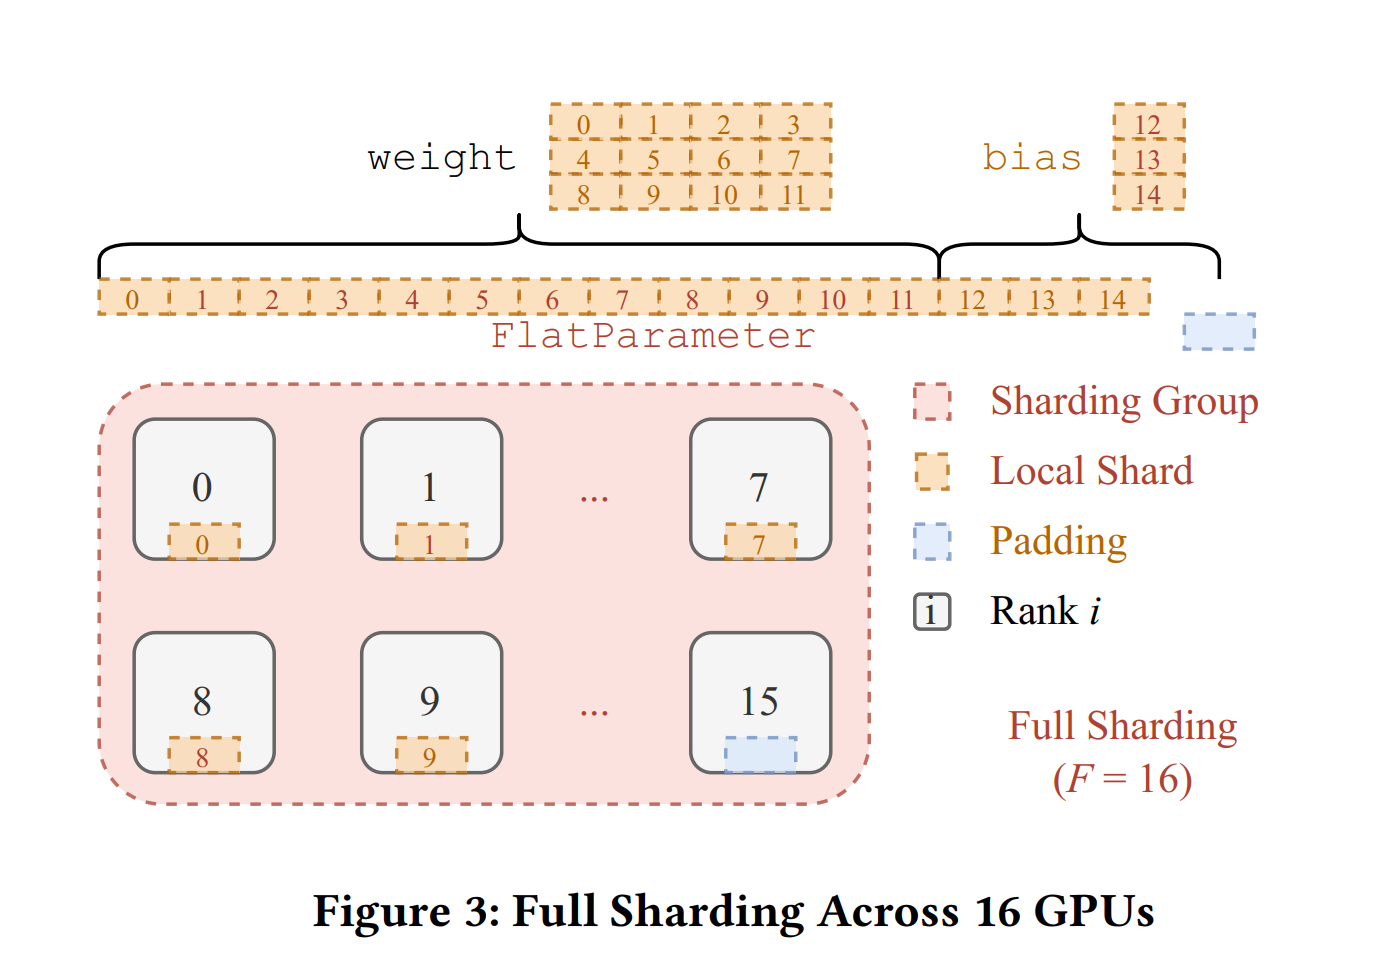 0 1 2 3
weight 4 5 6 7
8 9 10 11
12
bias 13
14
0 1 2 3 4 5 6 7 8 9 10 11 12 13 14
FlatParameter
0 1 ... 7
0 1 7
8 9 ... 15
8 9
Sharding Group
Local Shard
Padding
i Rank i
Full Sharding
(F = 16)
Figure 3: Full Sharding Across 16 GPUs